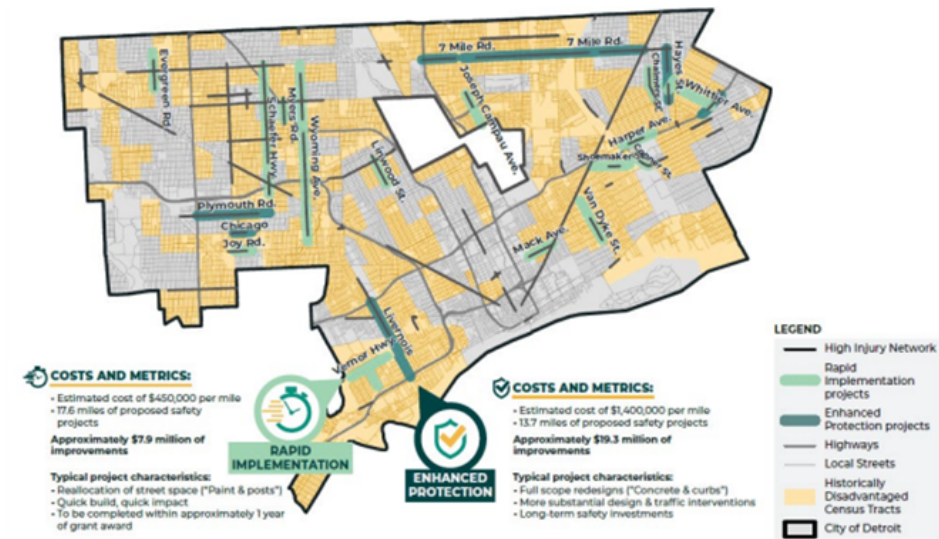 7 Mile Rd.
7 Mile Rd.
Evergreen Rd.
Schaefer Hwy.
Myers Rd.
Wyoming Ave.
Linwood St.
Joseph Campau Ave.
Hayes St.
Chalmers St.
Whittier Ave.
Harper Ave.
Shoemaker
Conner St.
Van Dyke St.
Mack Ave.
Plymouth Rd.
Chicago
Joy Rd.
Livernois
Vernor Hwy
COSTS AND METRICS:
• Estimated cost of $450,000 per mile
• 17.6 miles of proposed safety
projects
Approximately $7.9 million of
improvements
Typical project characteristics:
• Reallocation of street space ("Paint & posts")
• Quick build, quick impact
• To be completed within approximately 1 year
of grant award
RAPID
IMPLEMENTATION
ENHANCED
PROTECTION
COSTS AND METRICS:
• Estimated cost of $1,400,000 per mile
• 13.7 miles of proposed safety projects
Approximately $19.3 million of
improvements
Typical project characteristics:
• Full scope redesigns ("Concrete & curbs")
• More substantial design & traffic interventions
• Long-term safety investments
LEGEND
High Injury Network
Rapid
Implementation
projects
Enhanced
Protection projects
Highways
Local Streets
Historically
Disadvantaged
Census Tracts
City of Detroit